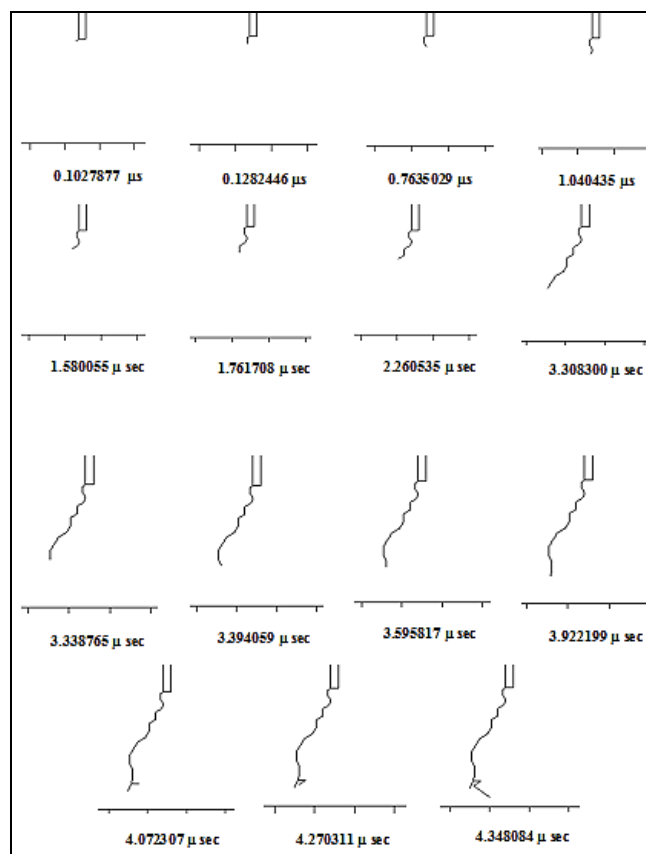 0.1027877 µs
0.1282446 µs
0.7635029 µs
1.040435 µs
1.580055 µ sec
1.761708 µ sec
2.260535 µ sec
3.308300 µ sec
3.338765 µ sec
3.394059 µ sec
3.595817 µ sec
3.922199 µ sec
4.072307 µ sec
4.270311 µ sec
4.348084 µ sec